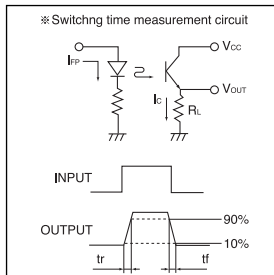 ※Switchng time measurement circuit
IFP
VCC
VOUT
IC
RL
INPUT
OUTPUT
90%
10%
tr
tf